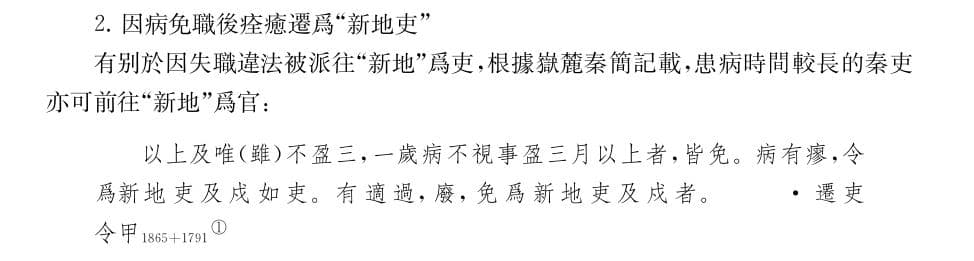 2. 因病免職後痊癒遷爲“新地吏”
有别於因失職違法被派往“新地”爲吏，根據嶽麓秦簡記載，患病時間較長的秦吏
亦可前往“新地”爲官：
以上及唯（雖）不盈三，一歲病不視事盈三月以上者，皆免。病有瘳，令
爲新地吏及戍如吏。有適過，廢，免爲新地吏及戍者。 ・遷吏
令甲1865+1791①